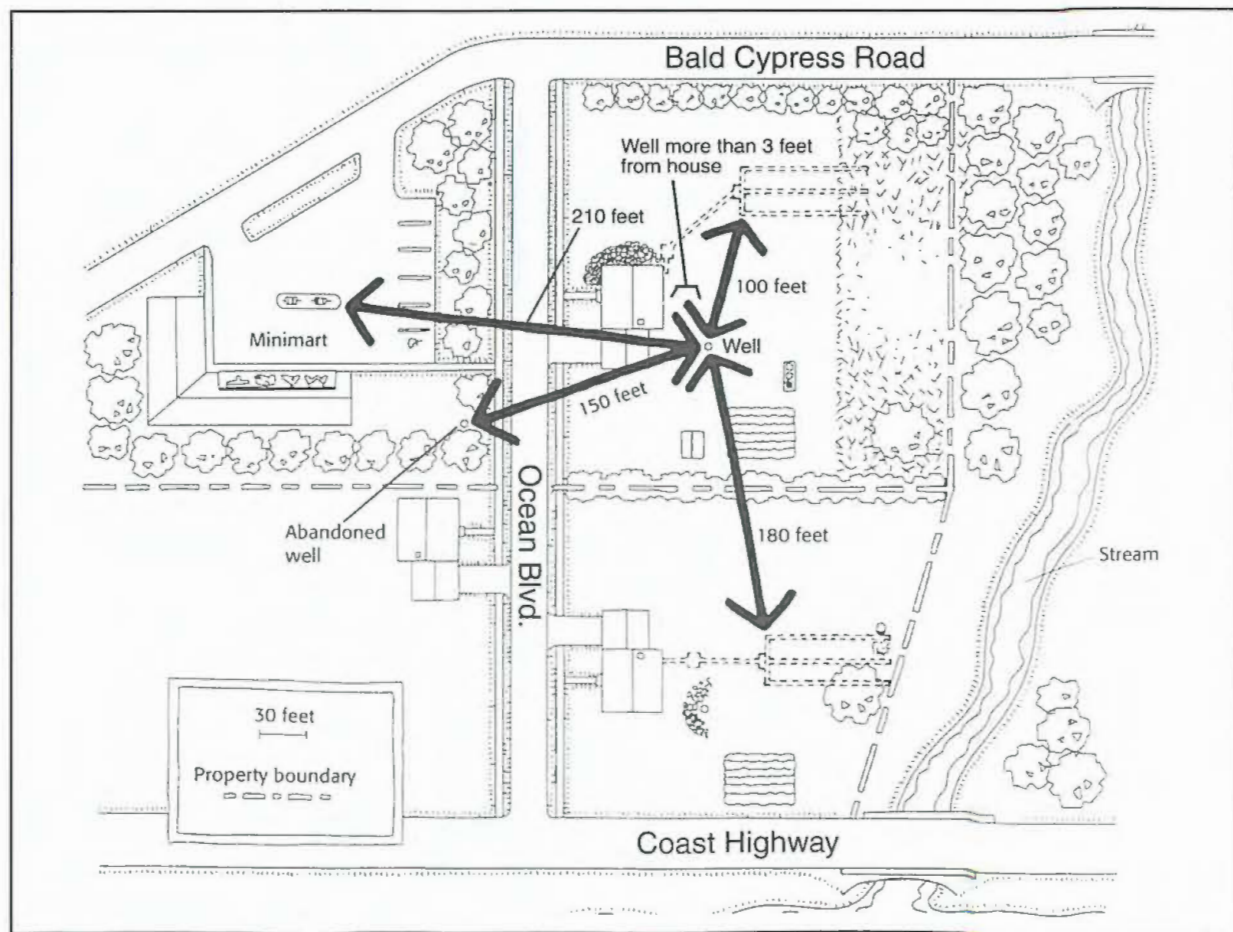 Bald Cypress Road
Well more than 3 feet
from house
210 feet
100 feet
Minimart
Well
150 feet
Ocean Blvd.
Abandoned
well
180 feet
Stream
30 feet
Property boundary
Coast Highway